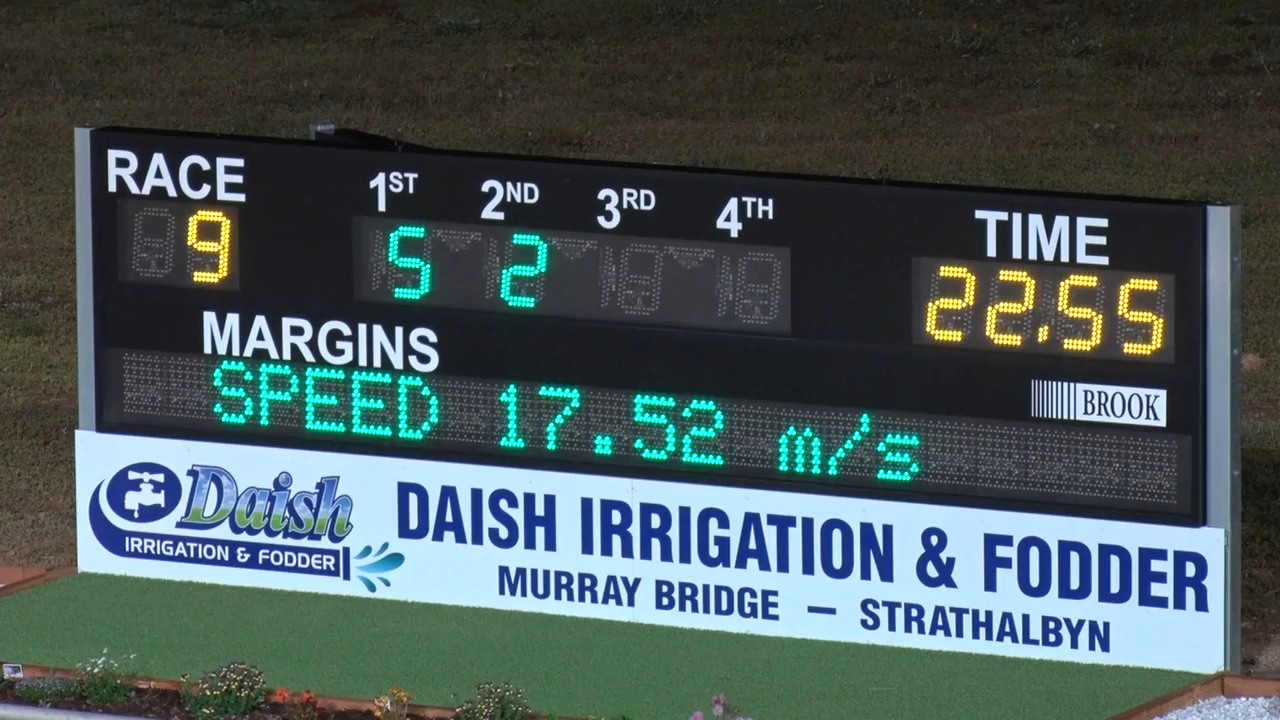 RACE 1ST 2ND 3RD 4TH TIME
9 5 2 22.55
MARGINS
BROOK
SPEED 17.52 m/s
Daish
IRRIGATION & FODDER
DAISH IRRIGATION & FODDER
MURRAY BRIDGE – STRATHALBYN